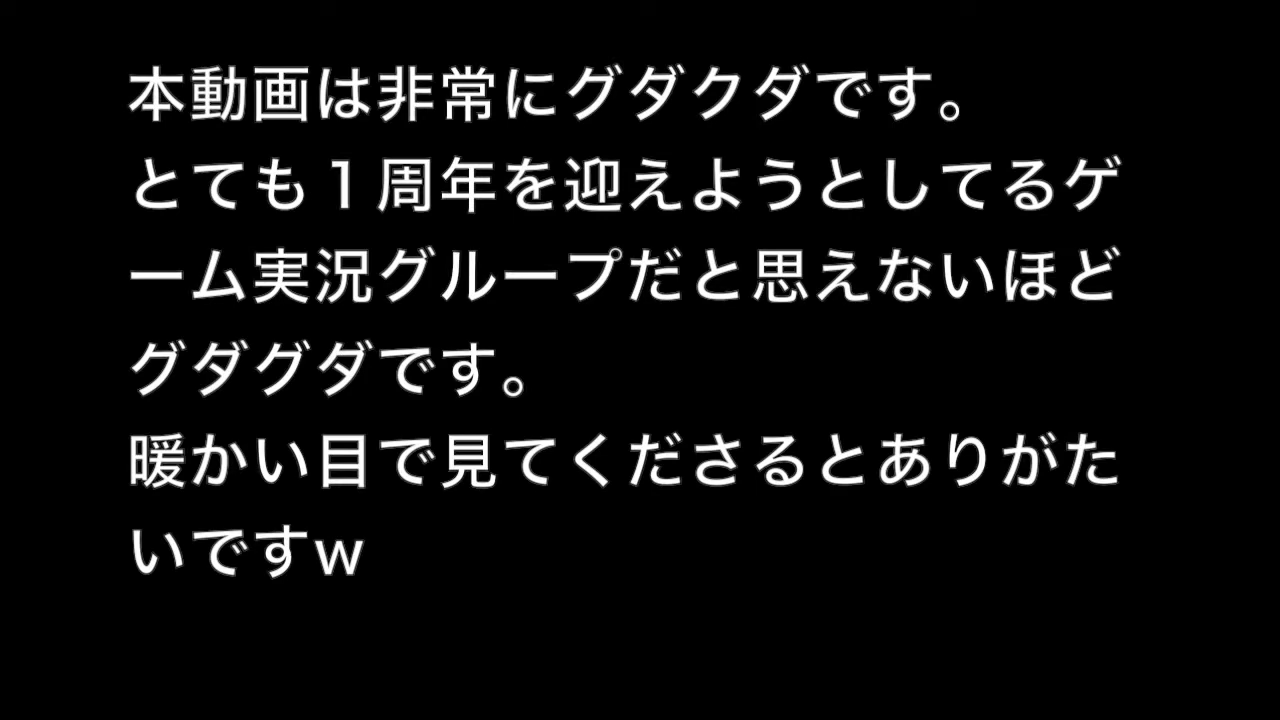 本動画は非常にグダクダです。
とても１周年を迎えようとしてるゲ
ーム実況グループだと思えないほど
グダグダです。
暖かい目で見てくださるとありがた
いですw